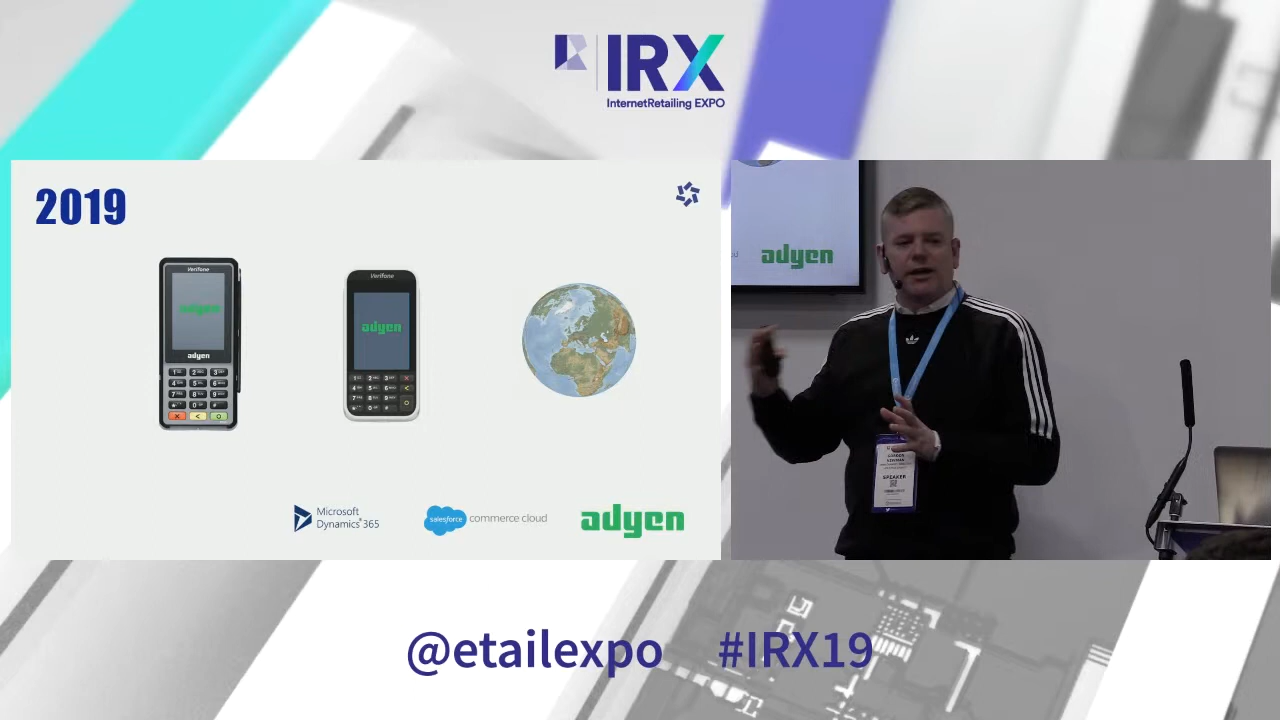 IRX
InternetRetailing EXPO
2019
Verifone
adyen
adyen
Verifone
adyen
Microsoft
Dynamics 365
salesforce commerce cloud
adyen
adyen
SPEAKER
@etailexpo #IRX19